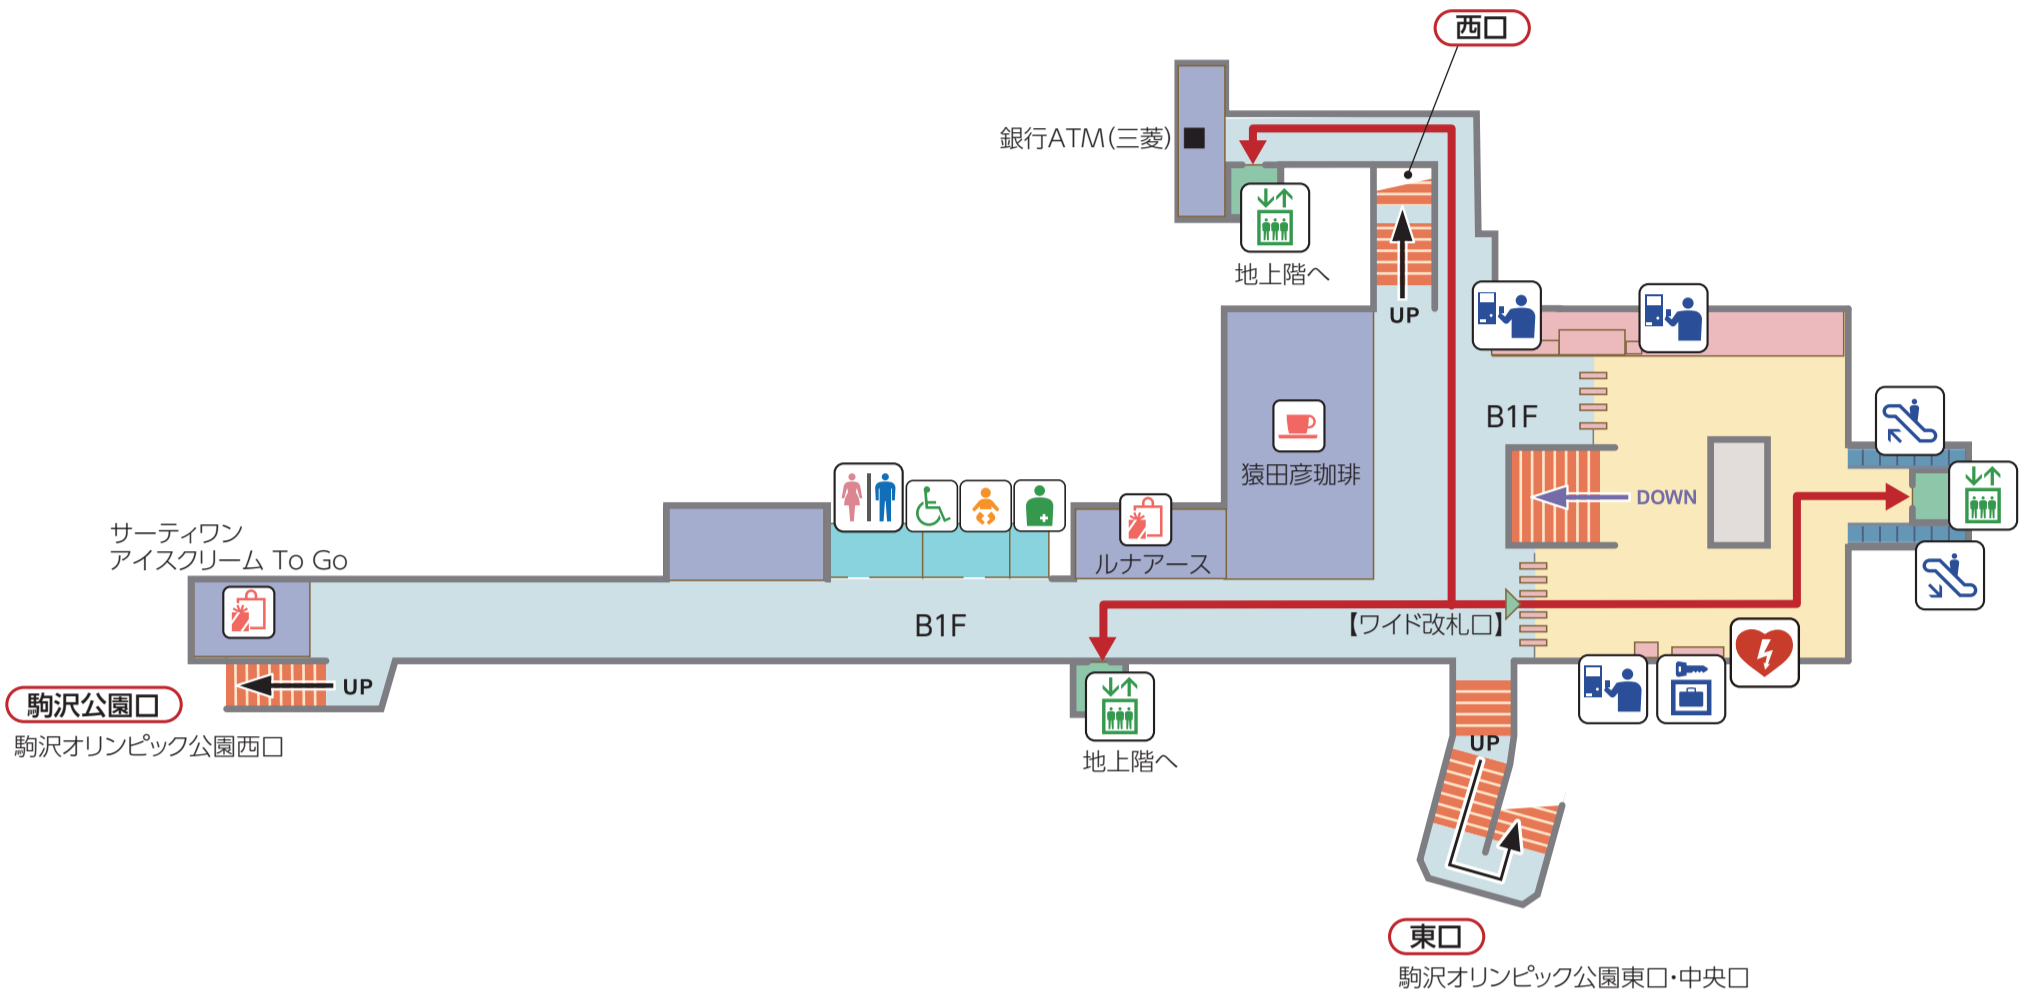 西口
銀行ATM(三菱)
地上階へ
UP
B1F
猿田彦珈琲
DOWN
サーティワン
アイスクリーム To Go
ルナアース
B1F
【ワイド改札口】
UP
駒沢公園口
駒沢オリンピック公園西口
地上階へ
UP
東口
駒沢オリンピック公園東口・中央口